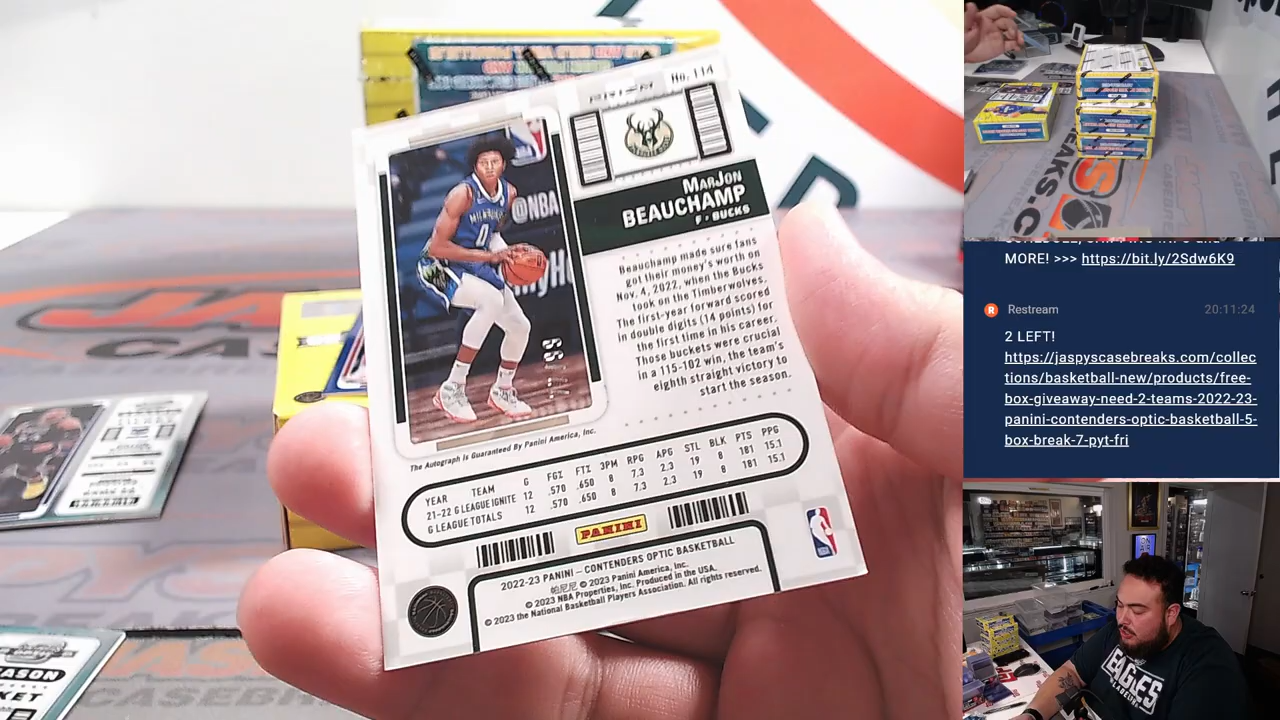 No. 114
MARJON
BEAUCHAMP
F • BUCKS
Beauchamp made sure fans
got their money's worth on
Nov. 4, 2022, when the Bucks
took on the Timberwolves.
The first-year forward scored
in double digits (14 points) for
the first time in his career.
Those buckets were crucial
in a 115-102 win, the team's
eighth straight victory to
start the season.
@NBA
MILWAUKEE
0
The Autograph Is Guaranteed By Panini America, Inc.
YEAR TEAM G FG% FT% 3PM RPG APG STL BLK PTS PPG
21-22 G LEAGUE IGNITE 12 .570 .650 8 7.3 2.3 19 8 181 15.1
G LEAGUE TOTALS 12 .570 .650 8 7.3 2.3 19 8 181 15.1
PANINI
2022-23 PANINI – CONTENDERS OPTIC BASKETBALL
帕尼尼 © 2023 Panini America, Inc.
© 2023 NBA Properties, Inc. Produced in the USA.
© 2023 the National Basketball Players Association. All rights reserved.
MORE! >>> https://bit.ly/2Sdw6K9
Restream 20:11:24
2 LEFT!
https://jaspyscasebreaks.com/collec
tions/basketball-new/products/free-
box-giveaway-need-2-teams-2022-23-
panini-contenders-optic-basketball-5-
box-break-7-pyt-fri
EAGLES